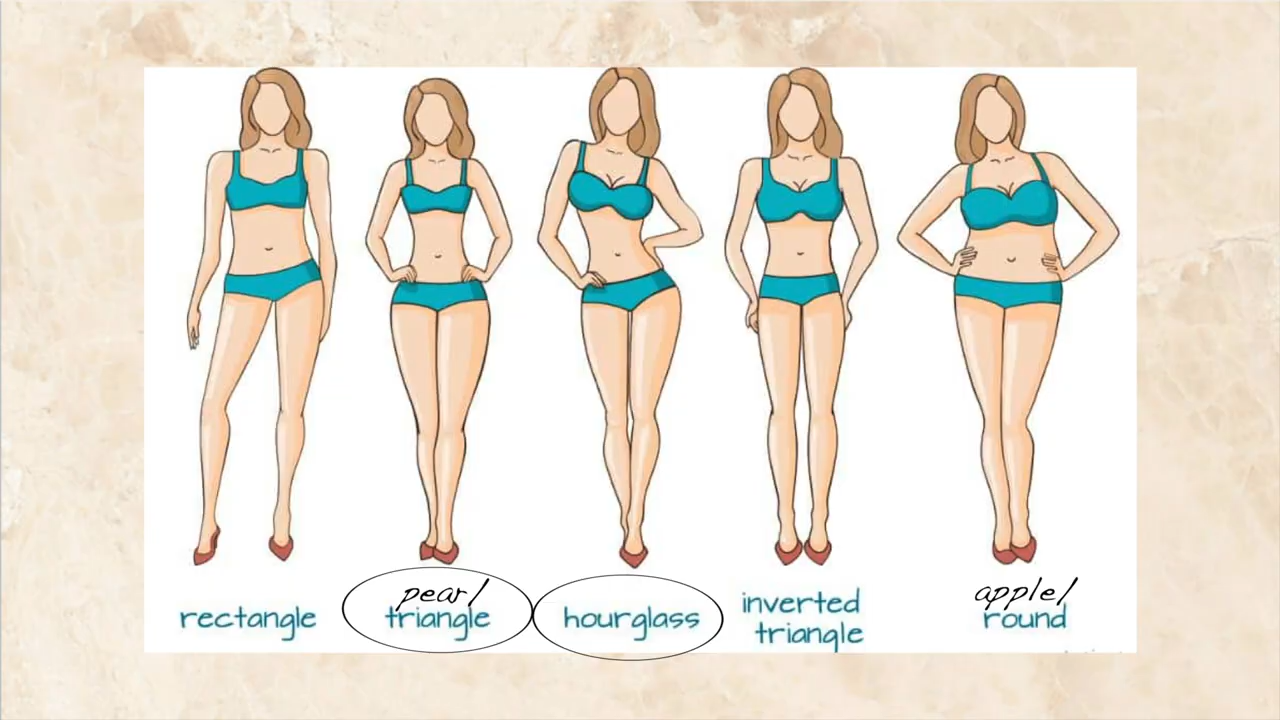 rectangle
pear/
triangle
hourglass
inverted
triangle
apple/
round